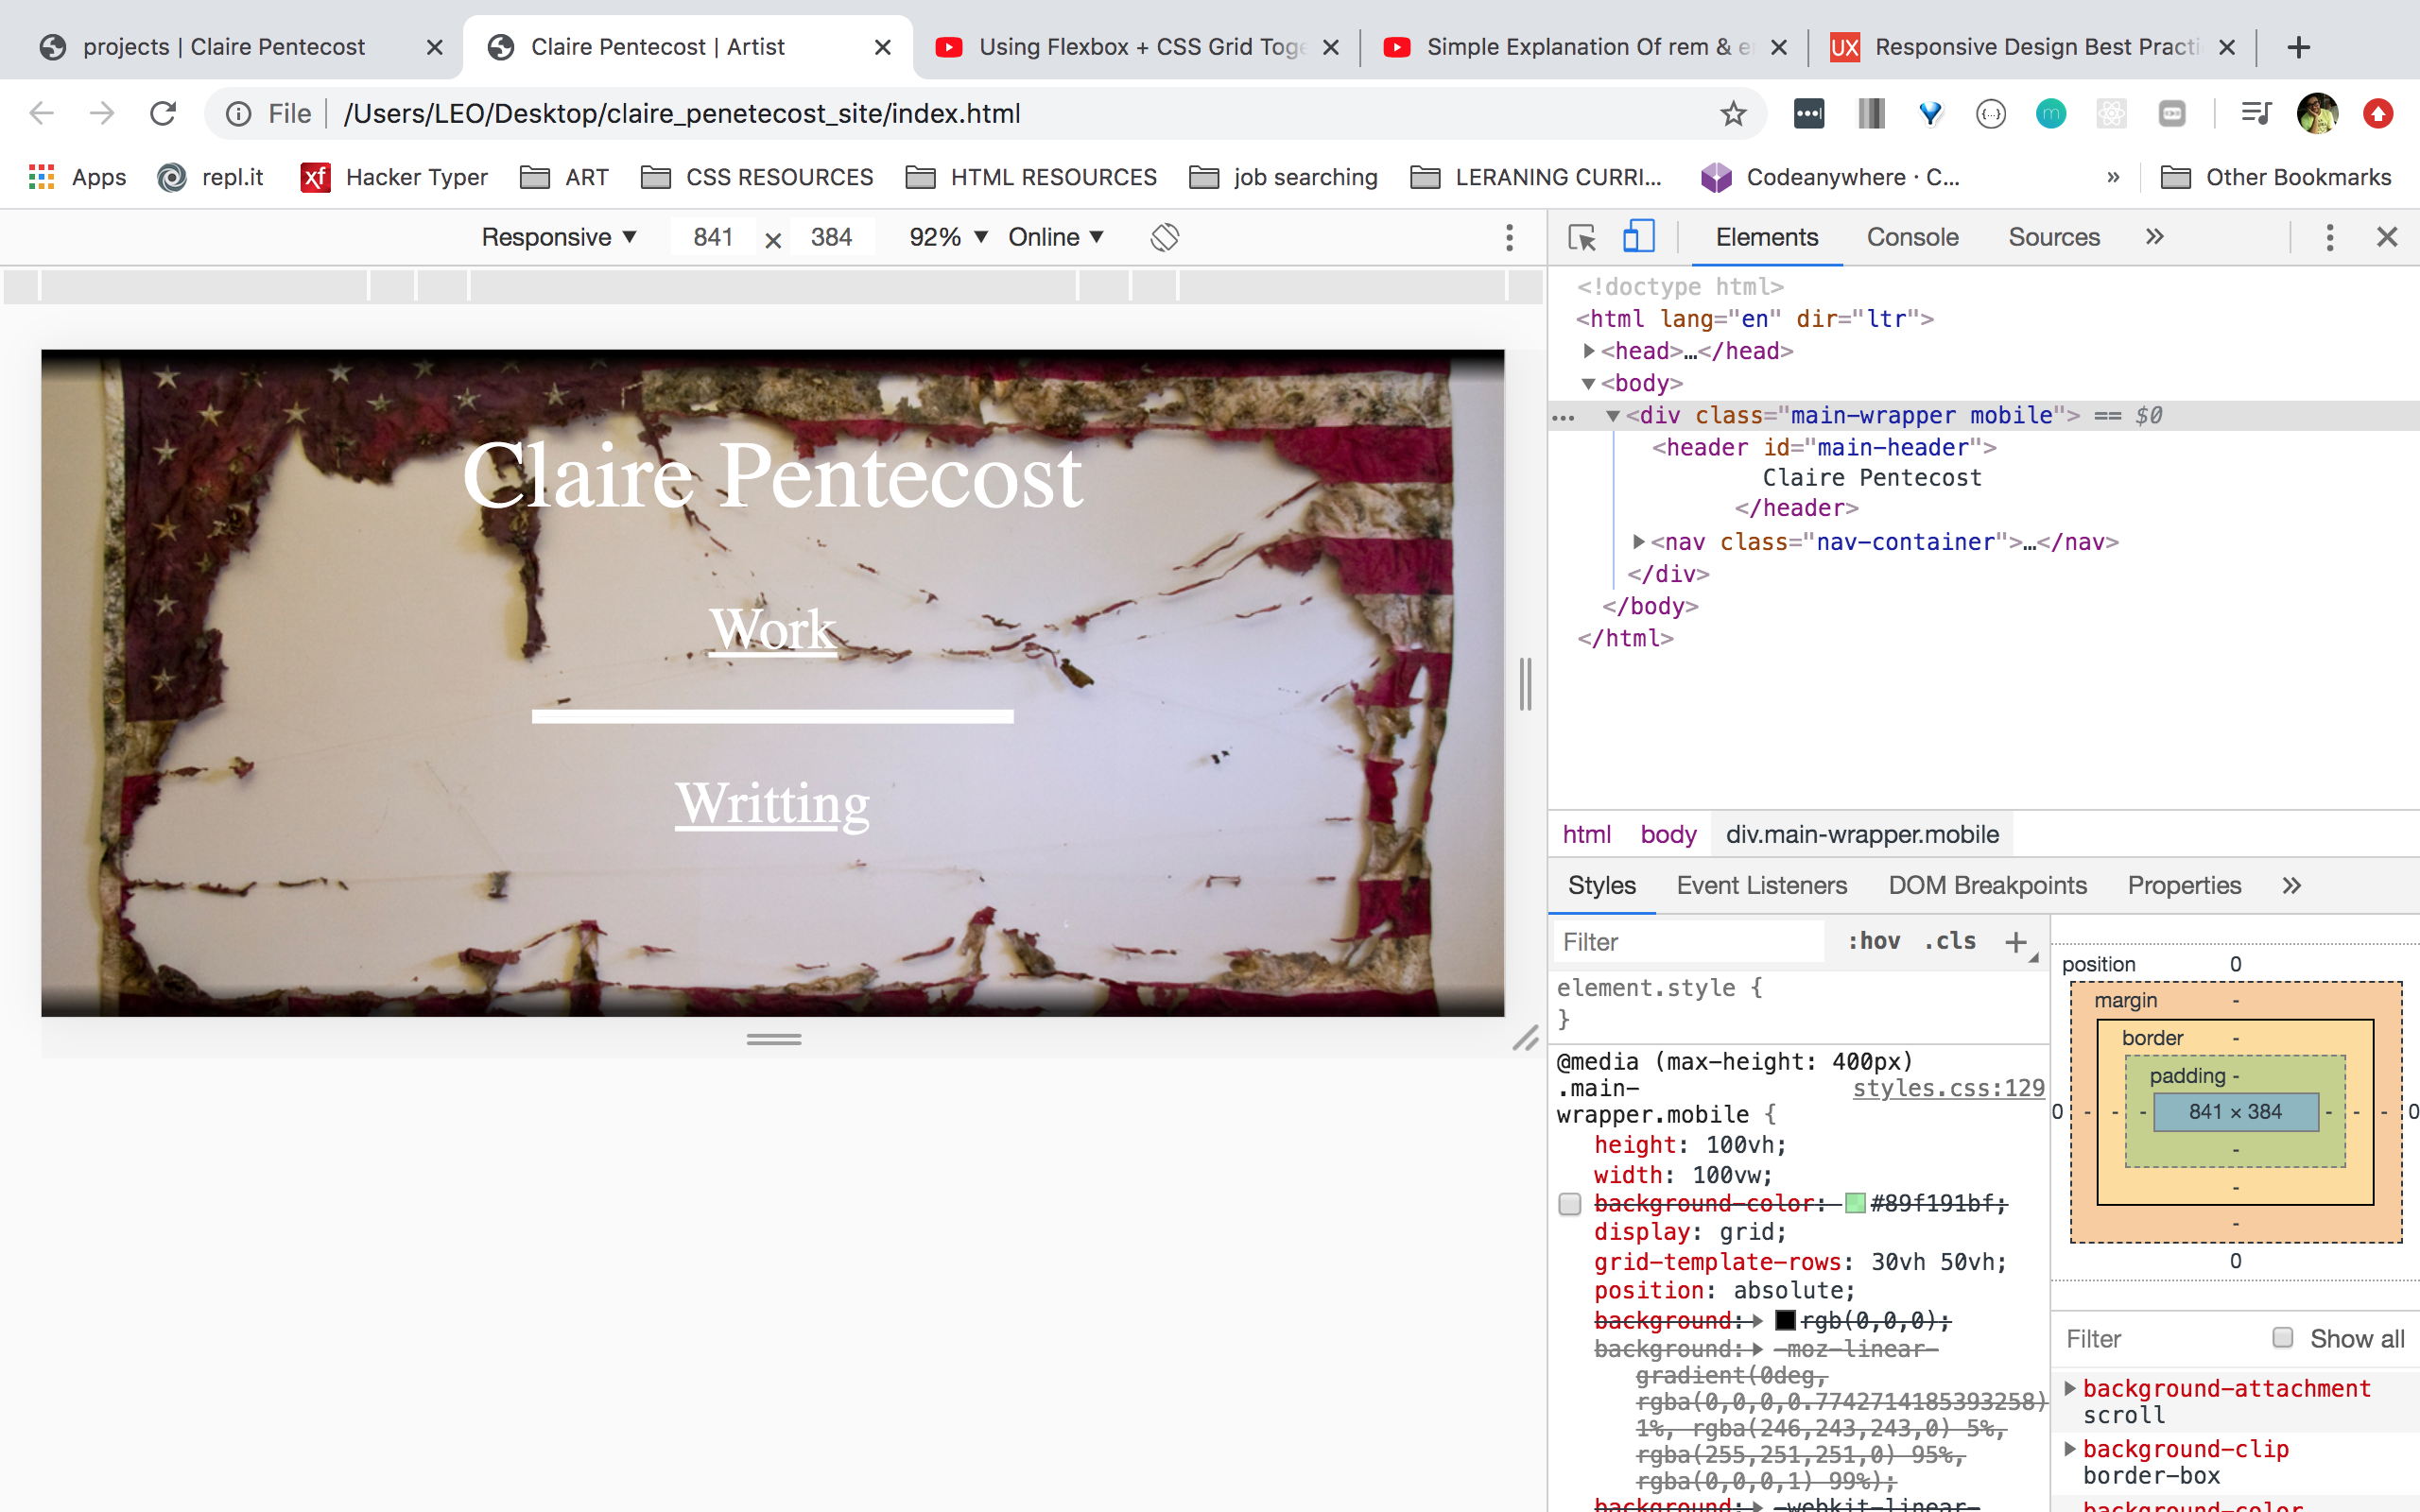 projects | Claire Pentecost
Claire Pentecost | Artist
Using Flexbox + CSS Grid Toge
Simple Explanation Of rem & e
UX Responsive Design Best Practi
File /Users/LEO/Desktop/claire_penetecost_site/index.html
Apps repl.it xf Hacker Typer ART CSS RESOURCES HTML RESOURCES job searching LERANING CURRI... Codeanywhere · C... » Other Bookmarks
Responsive ▼ 841 × 384 92% ▼ Online ▼
Elements Console Sources »
<!doctype html>
<html lang="en" dir="ltr">
▶<head>…</head>
▼<body>
… ▼<div class="main-wrapper mobile"> == $0
<header id="main-header">
Claire Pentecost
</header>
▶<nav class="nav-container">…</nav>
</div>
</body>
</html>
Claire Pentecost
Work
Writting
html body div.main-wrapper.mobile
Styles Event Listeners DOM Breakpoints Properties »
Filter :hov .cls +
element.style {
}
@media (max-height: 400px)
.main- styles.css:129
wrapper.mobile {
height: 100vh;
width: 100vw;
background-color: #89f191bf;
display: grid;
grid-template-rows: 30vh 50vh;
position: absolute;
background: ▶ rgb(0,0,0);
background: ▶ -moz-linear-
gradient(0deg,
rgba(0,0,0,0.7742714185393258)
1%, rgba(246,243,243,0) 5%,
rgba(255,251,251,0) 95%,
rgba(0,0,0,1) 99%);
background: ▶ -webkit-linear-
position 0
margin -
border -
padding -
0 - - - 841 × 384 - - - 0
-
-
-
0
Filter Show all
▶ background-attachment
scroll
▶ background-clip
border-box
background-color